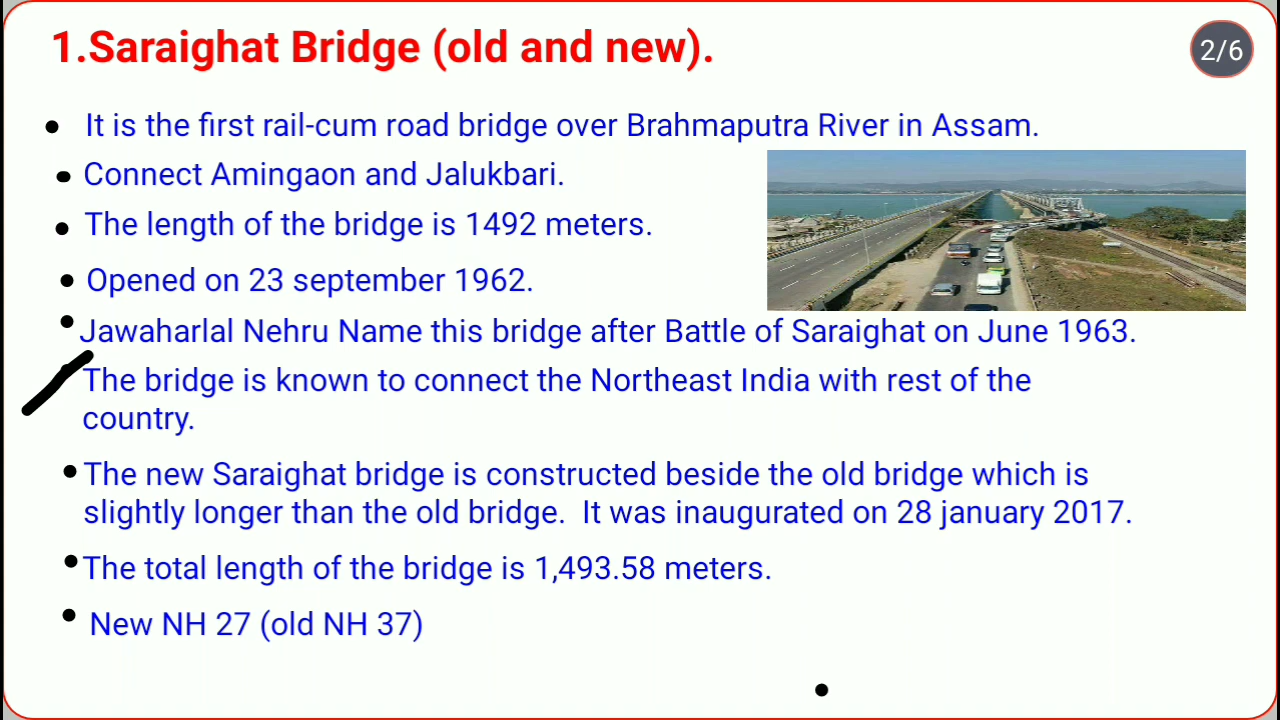 1.Saraighat Bridge (old and new).
2/6
• It is the first rail-cum road bridge over Brahmaputra River in Assam.
• Connect Amingaon and Jalukbari.
• The length of the bridge is 1492 meters.
• Opened on 23 september 1962.
• Jawaharlal Nehru Name this bridge after Battle of Saraighat on June 1963.
The bridge is known to connect the Northeast India with rest of the
country.
• The new Saraighat bridge is constructed beside the old bridge which is
slightly longer than the old bridge. It was inaugurated on 28 january 2017.
• The total length of the bridge is 1,493.58 meters.
• New NH 27 (old NH 37)